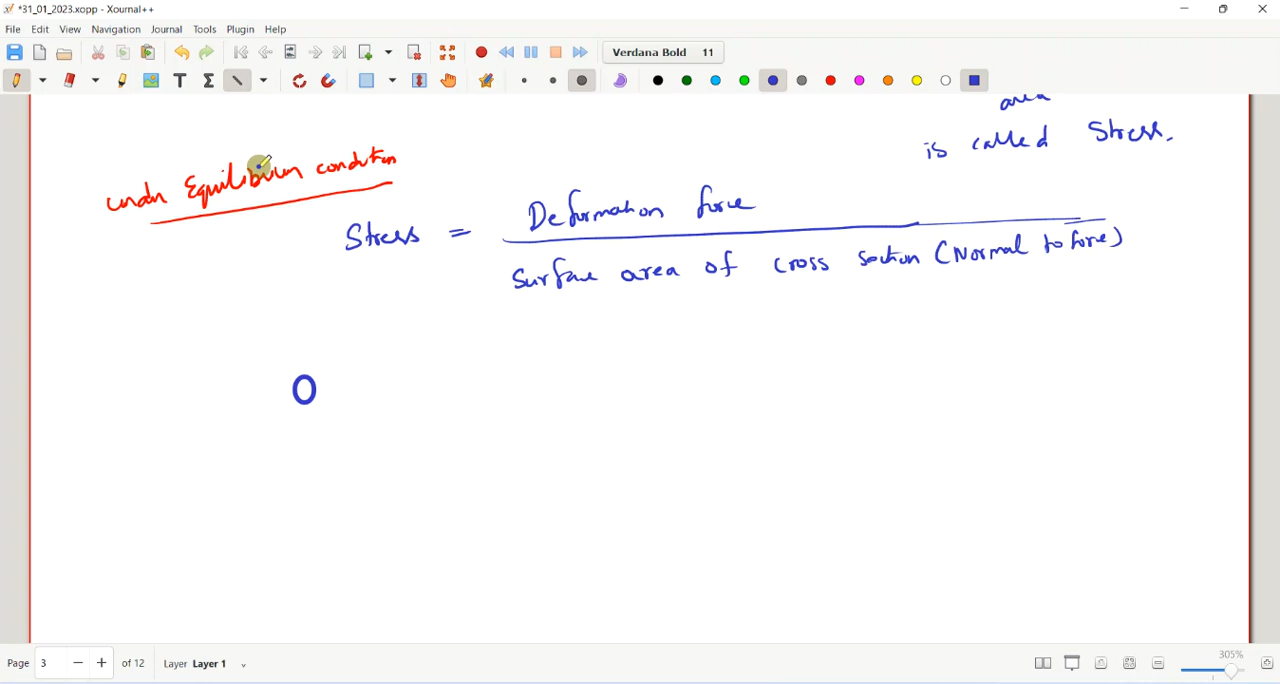 *31_01_2023.xopp - Xournal++
File Edit View Navigation Journal Tools Plugin Help
Verdana Bold 11
area
is called Stress.
under Equilibrium condition
Stress = Deformation force
Surface area of cross section (Normal to force)
O
Page 3 of 12 Layer Layer 1
305%